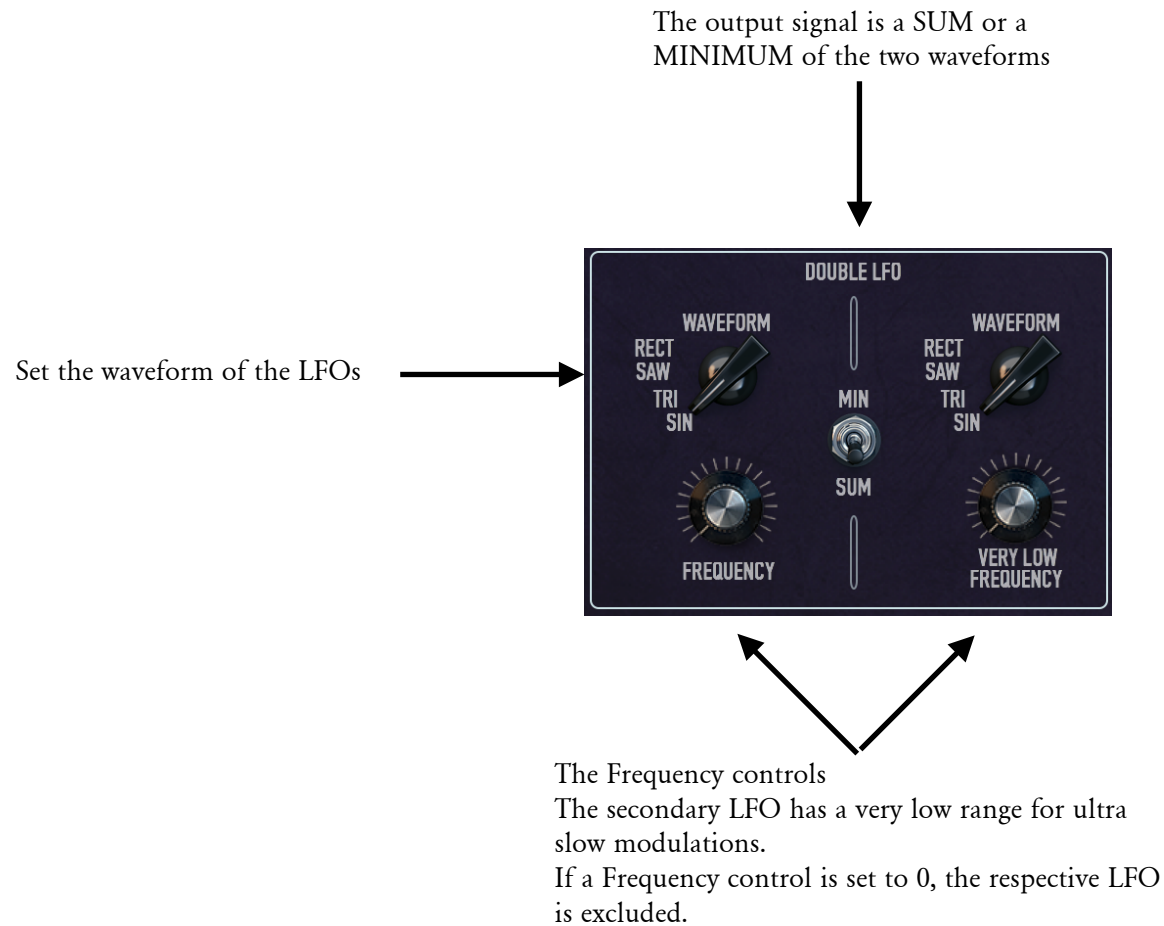 The output signal is a SUM or a
MINIMUM of the two waveforms
Set the waveform of the LFOs
DOUBLE LFO
WAVEFORM
RECT
SAW
TRI
SIN
FREQUENCY
MIN
SUM
WAVEFORM
RECT
SAW
TRI
SIN
VERY LOW
FREQUENCY
The Frequency controls
The secondary LFO has a very low range for ultra
slow modulations.
If a Frequency control is set to 0, the respective LFO
is excluded.